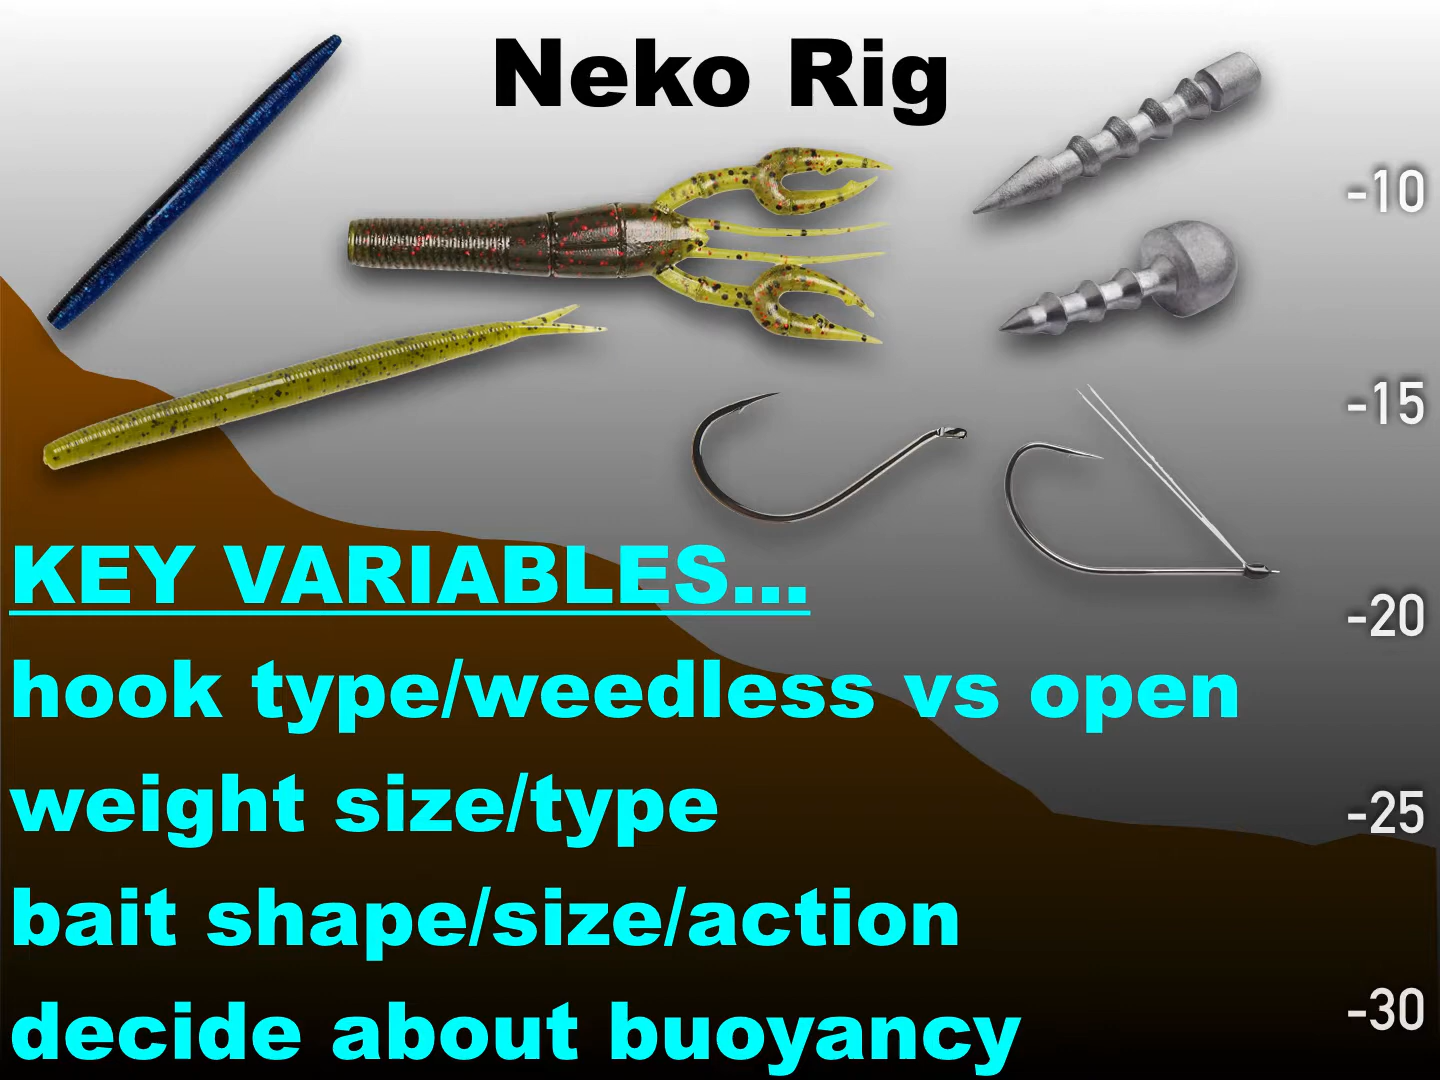 Neko Rig
-10
-15
-20
-25
-30
KEY VARIABLES...
hook type/weedless vs open
weight size/type
bait shape/size/action
decide about buoyancy